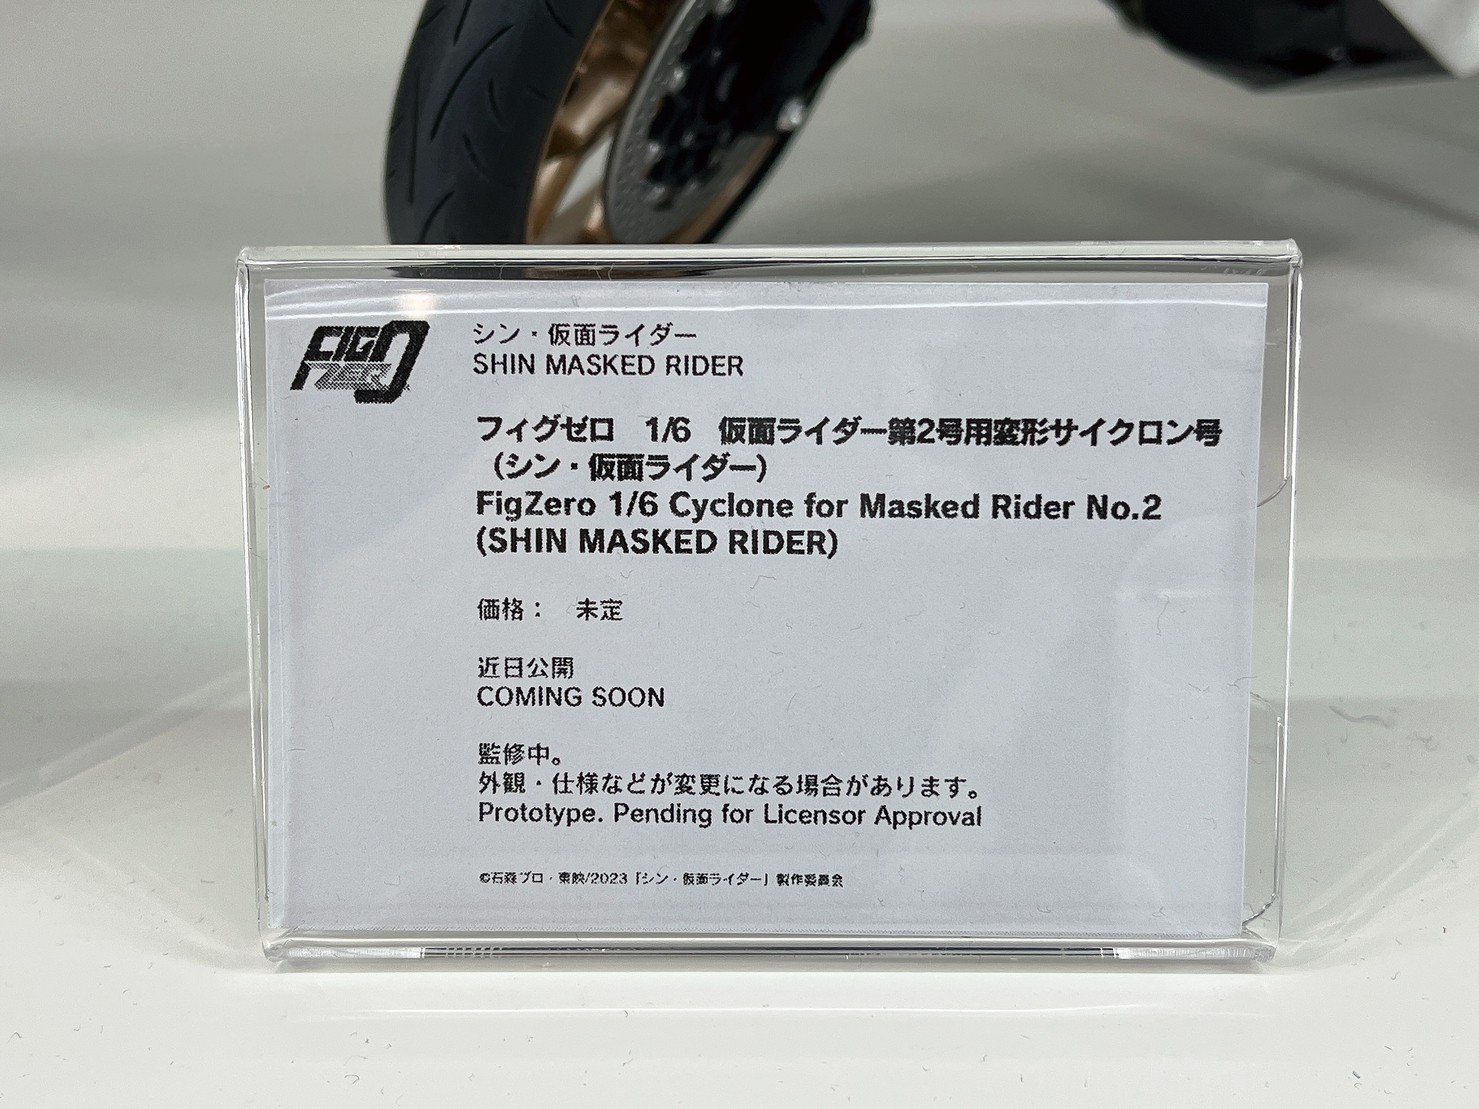 FIG ZERO
シン・仮面ライダー
SHIN MASKED RIDER
フィグゼロ　1/6　仮面ライダー第2号用変形サイクロン号
（シン・仮面ライダー）
FigZero 1/6 Cyclone for Masked Rider No.2
(SHIN MASKED RIDER)
価格：　未定
近日公開
COMING SOON
監修中。
外観・仕様などが変更になる場合があります。
Prototype. Pending for Licensor Approval
©石森プロ・東映/2023「シン・仮面ライダー」製作委員会